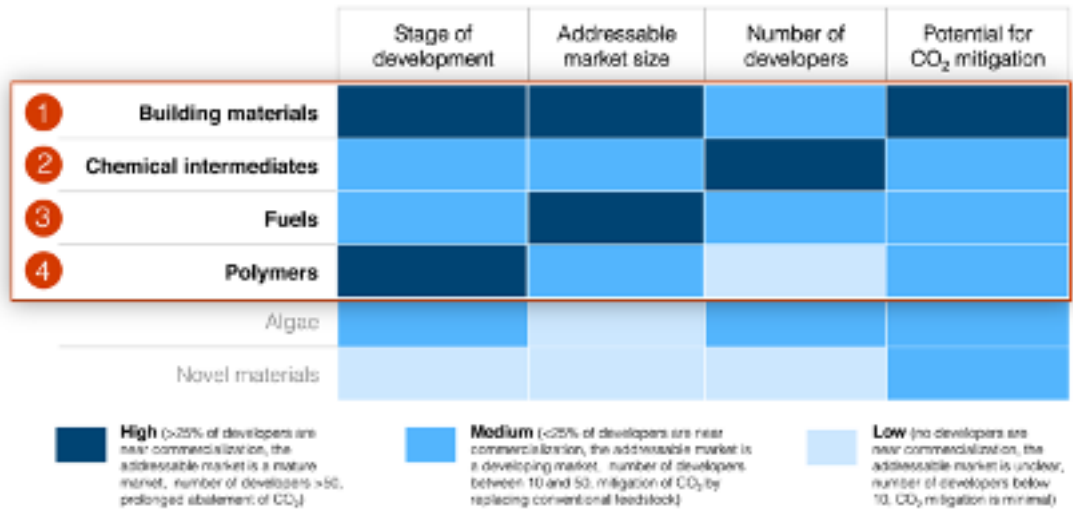 Stage of development
Addressable market size
Number of developers
Potential for CO₂ mitigation
1 Building materials
2 Chemical intermediates
3 Fuels
4 Polymers
Algae
Novel materials
High (>25% of developers are
near commercialization, the
addressable market is a mature
market, number of developers >50,
prolonged abatement of CO₂)
Medium (<25% of developers are near
commercialization, the addressable market is
a developing market, number of developers
between 10 and 50, mitigation of CO₂ by
replacing conventional feedstock)
Low (no developers are
near commercialization, the
addressable market is unclear,
number of developers below
10, CO₂ mitigation is minimal)